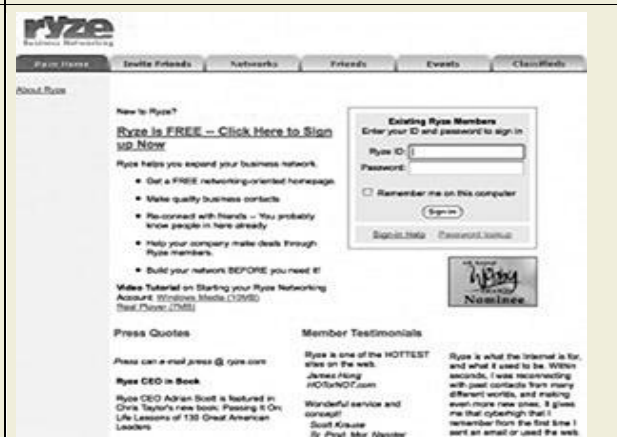 ryze
Business Networking
Ryze Home Invite Friends Networks Friends Events Classifieds
About Ryze
New to Ryze?
Ryze is FREE -- Click Here to Sign
up Now
Ryze helps you expand your business network.
Get a FREE networking-oriented homepage.
Make quality business contacts
Re-connect with friends -- You probably
know people in here already
Help your company make deals through
Ryze members.
Build your network BEFORE you need it!
Video Tutorial on Starting your Ryze Networking
Account: Windows Media (10MB)
Real Player (7MB)
Existing Ryze Members
Enter your ID and password to sign in
Ryze ID:
Password:
Remember me on this computer
Sign-in
Sign-in Help Password lookup
Webby
Nominee
Press Quotes
Press can e-mail press @ ryze.com
Ryze CEO in Book
Ryze CEO Adrian Scott is featured in
Chris Taylor's new book: Passing It On:
Life Lessons of 130 Great American
Leaders
Member Testimonials
Ryze is one of the HOTTEST
sites on the web.
James Hong
HOTorNOT.com
Wonderful service and
concept!
Scott Krause
Sr. Prod. Mgr, Napster
Ryze is what the Internet is for,
and what it used to be. Within
seconds, I was reconnecting
with past contacts from many
different worlds, and making
even more new ones. It gives
me that cyberhigh that I
remember from the first time I
sent an email or used the web.